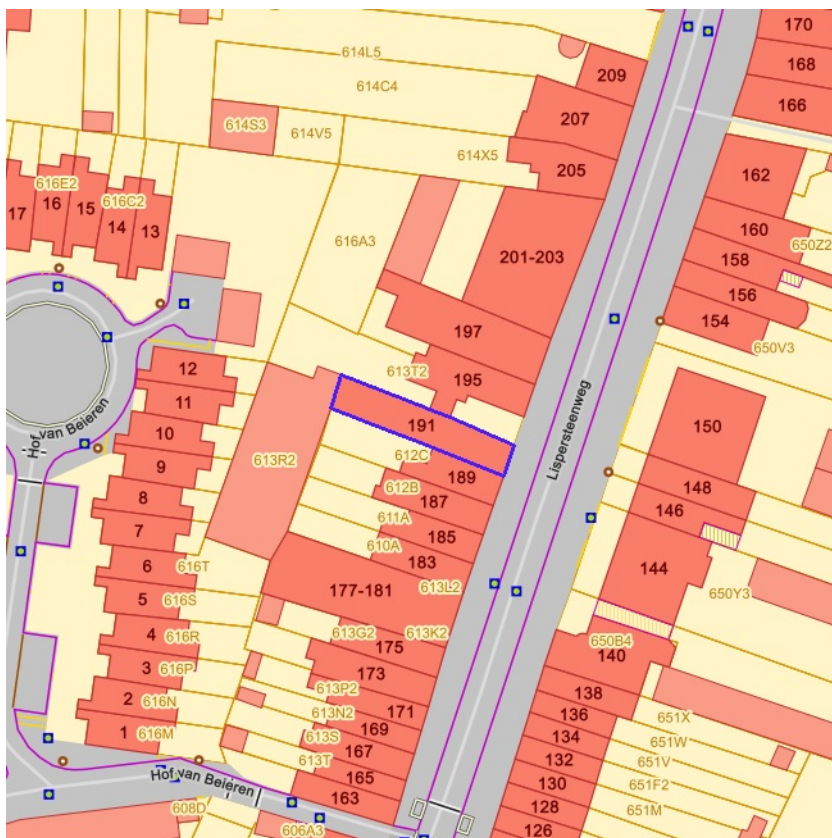 170
168
166
209
207
205
614L5
614C4
614S3
614V5
614X5
162
160
158
156
154
650Z2
650V3
616E2
616C2
17
16
15
14
13
616A3
201-203
197
195
613T2
191
612C
189
612B
187
611A
185
610A
183
613R2
177-181
613L2
613G2
613K2
175
173
613P2
171
613N2
169
613S
167
613T
165
163
Lispersteenweg
150
148
146
144
650Y3
650B4
140
138
136
134
132
130
128
126
651X
651W
651V
651F2
651M
Hof van Beieren
12
11
10
9
8
7
6
616T
5
616S
4
616R
3
616P
2
616N
1
616M
Hof van Beieren
608D
606A3